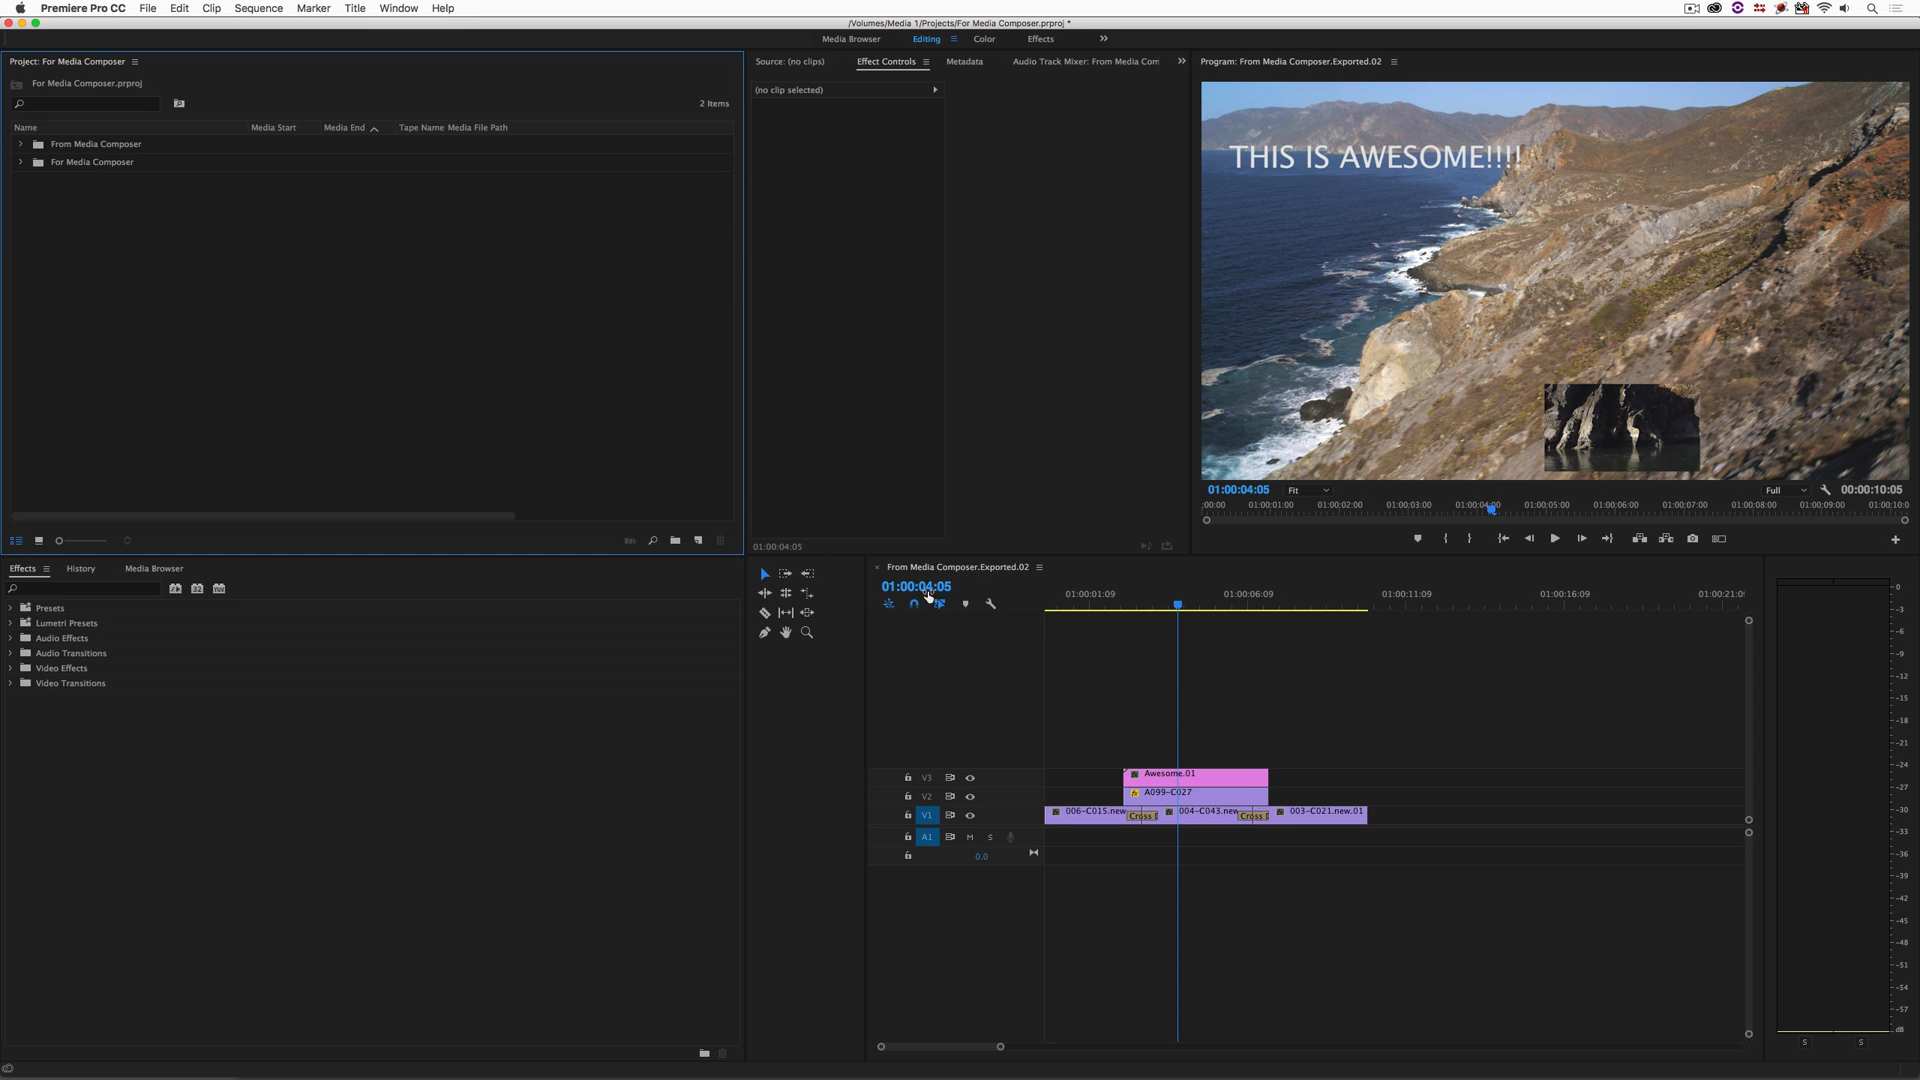 Premiere Pro CC File Edit Clip Sequence Marker Title Window Help
/Volumes/Media 1/Projects/For Media Composer.prproj *
Media Browser Editing Color Effects
Project: For Media Composer
For Media Composer.prproj
2 Items
Name Media Start Media End Tape Name Media File Path
From Media Composer
For Media Composer
Source: (no clips) Effect Controls Metadata Audio Track Mixer: From Media Com
(no clip selected)
01:00:04:05
Program: From Media Composer.Exported.02
THIS IS AWESOME!!!!
01:00:04:05 Fit Full 00:00:10:05
:00:00 01:00:01:00 01:00:02:00 01:00:03:00 01:00:04:00 01:00:05:00 01:00:06:00 01:00:07:00 01:00:08:00 01:00:09:00 01:00:10:0
Effects History Media Browser
Presets
Lumetri Presets
Audio Effects
Audio Transitions
Video Effects
Video Transitions
From Media Composer.Exported.02
01:00:04:05
01:00:01:09 01:00:06:09 01:00:11:09 01:00:16:09 01:00:21:0
V3 Awesome.01
V2 fx A099-C027
V1 006-C015.new Cross 004-C043.new Cross 003-C021.new.01
A1 M S
0.0
0
-3
-6
-9
-12
-15
-18
-21
-24
-27
-30
-33
-36
-39
-42
-45
-48
-51
-54
-57
dB
S S